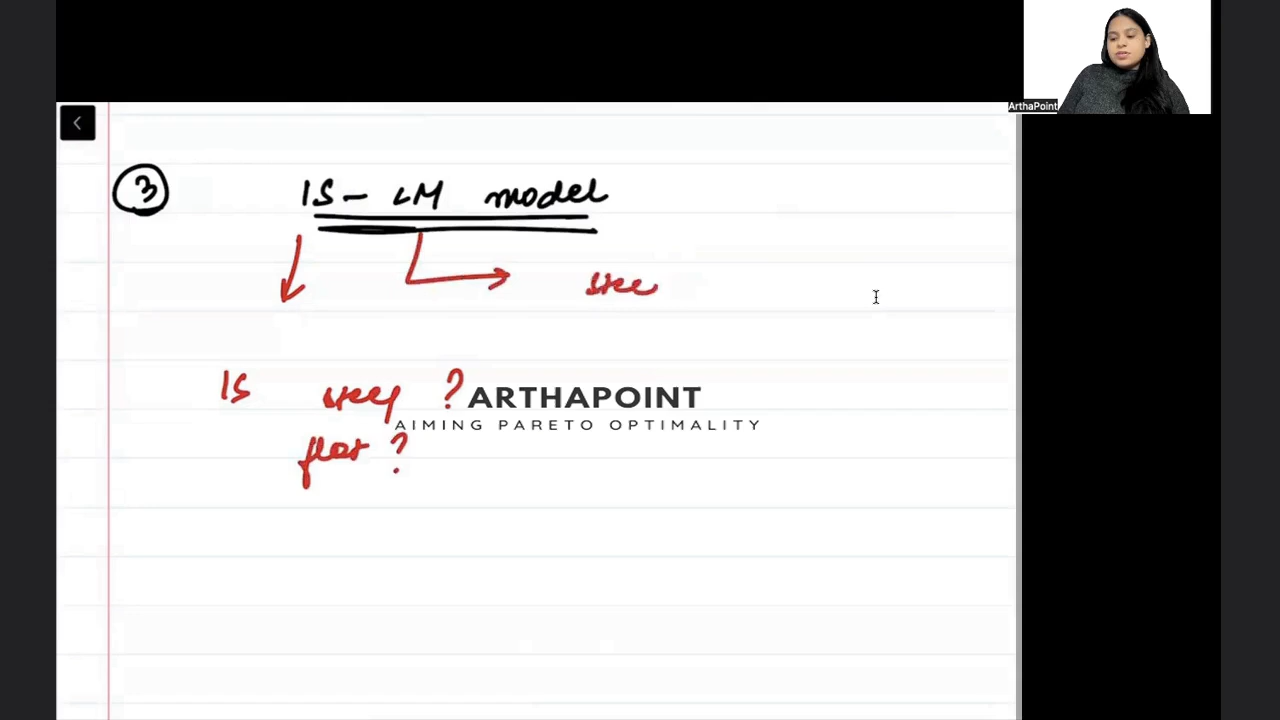 ArthaPoint
3 IS - LM model
stee
IS steep ?
flat ?
ARTHAPOINT
AIMING PARETO OPTIMALITY